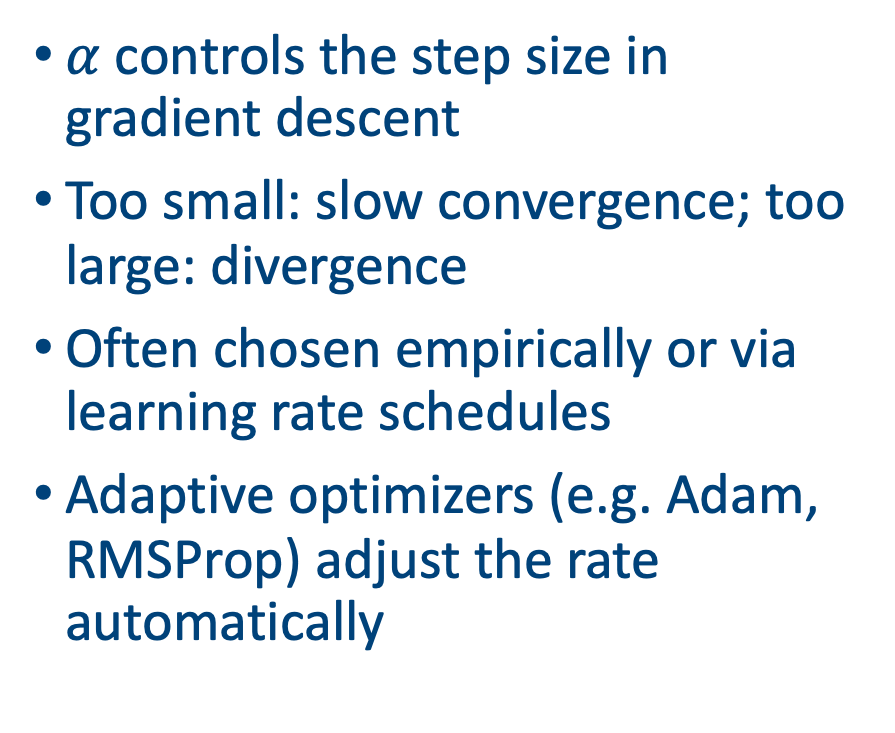 • 𝛼 controls the step size in
gradient descent
• Too small: slow convergence; too
large: divergence
• Often chosen empirically or via
learning rate schedules
• Adaptive optimizers (e.g. Adam,
RMSProp) adjust the rate
automatically